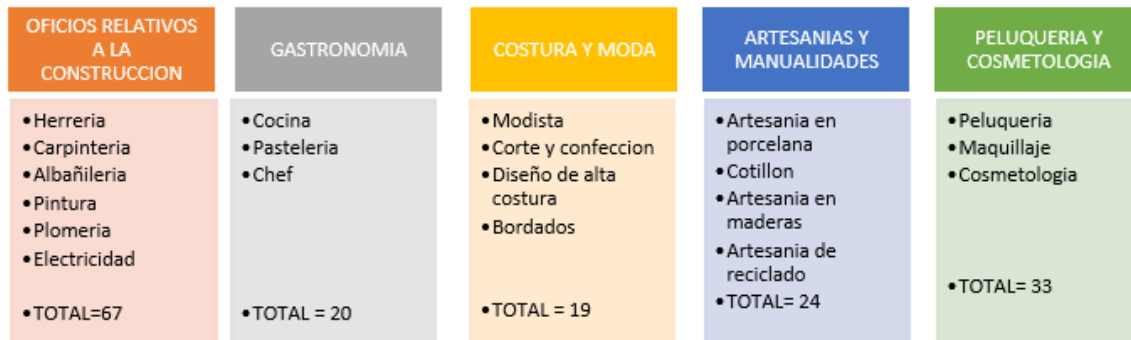 OFICIOS RELATIVOS
A LA
CONSTRUCCION
•Herreria
•Carpinteria
•Albañileria
•Pintura
•Plomeria
•Electricidad
•TOTAL=67
GASTRONOMIA
•Cocina
•Pasteleria
•Chef
•TOTAL = 20
COSTURA Y MODA
•Modista
•Corte y confeccion
•Diseño de alta
costura
•Bordados
•TOTAL = 19
ARTESANIAS Y
MANUALIDADES
•Artesania en
porcelana
•Cotillon
•Artesania en
maderas
•Artesania de
reciclado
•TOTAL= 24
PELUQUERIA Y
COSMETOLOGIA
•Peluqueria
•Maquillaje
•Cosmetologia
•TOTAL= 33